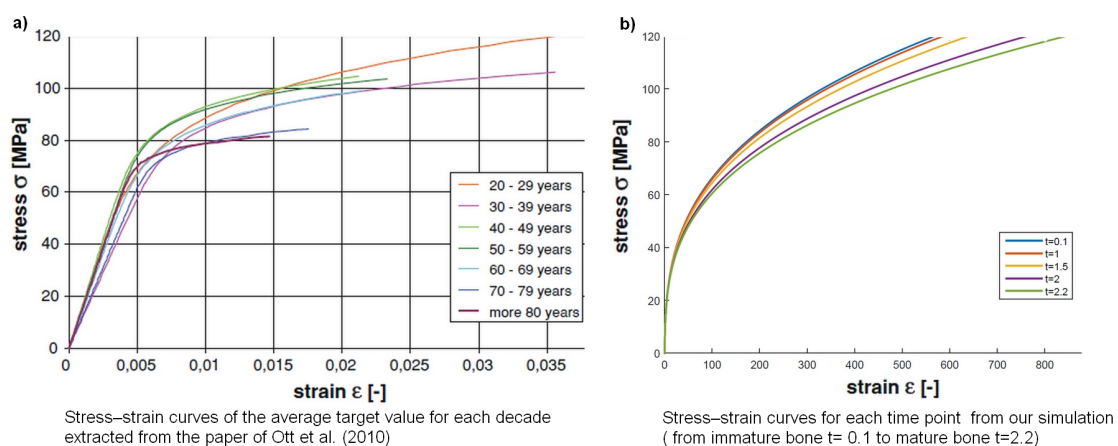 a)
120
100
80
60
40
20
0
stress σ [MPa]
20 - 29 years
30 - 39 years
40 - 49 years
50 - 59 years
60 - 69 years
70 - 79 years
more 80 years
0 0,005 0,01 0,015 0,02 0,025 0,03 0,035
strain ε [-]
Stress–strain curves of the average target value for each decade
extracted from the paper of Ott et al. (2010)
b)
120
100
80
60
40
20
0
stress σ [MPa]
t=0.1
t=1
t=1.5
t=2
t=2.2
0 100 200 300 400 500 600 700 800
strain ε [-]
Stress–strain curves for each time point from our simulation
( from immature bone t= 0.1 to mature bone t=2.2)